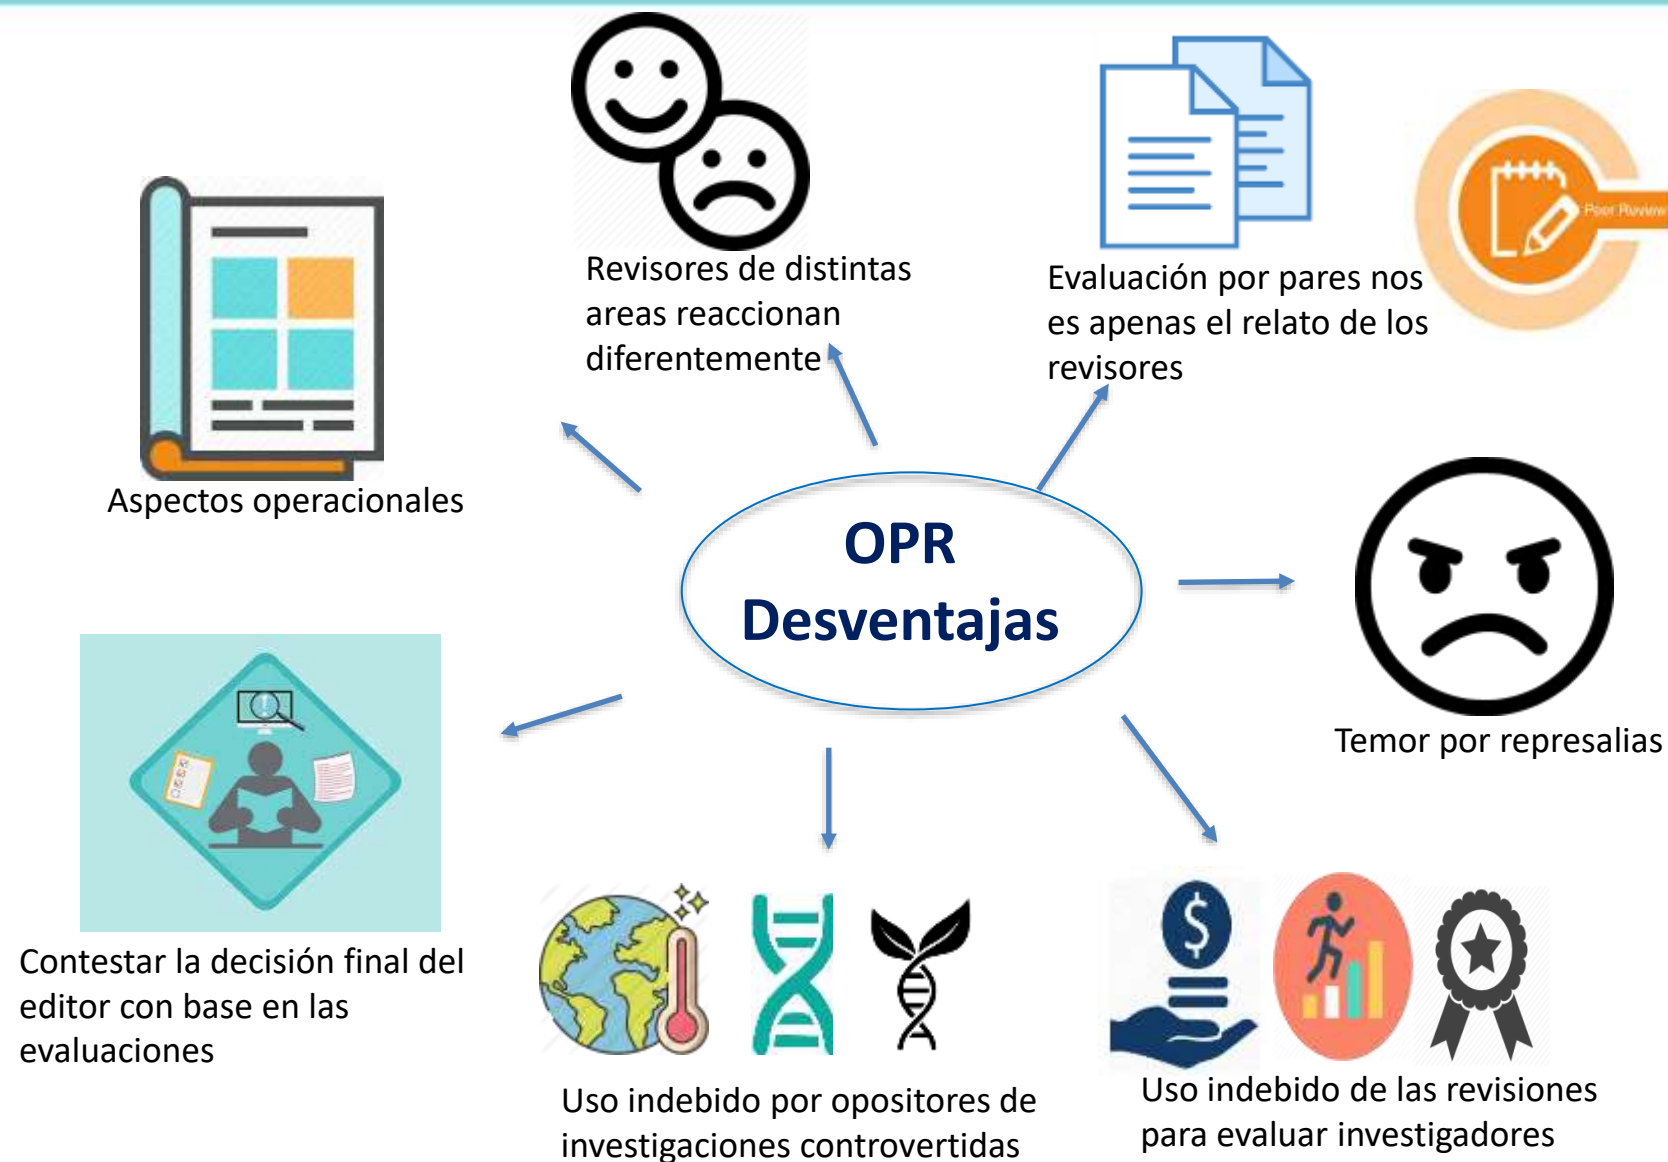 Revisores de distintas
areas reaccionan
diferentemente
Evaluación por pares nos
es apenas el relato de los
revisores
Peer Review
Aspectos operacionales
OPR
Desventajas
Temor por represalias
Contestar la decisión final del
editor con base en las
evaluaciones
Uso indebido por opositores de
investigaciones controvertidas
Uso indebido de las revisiones
para evaluar investigadores